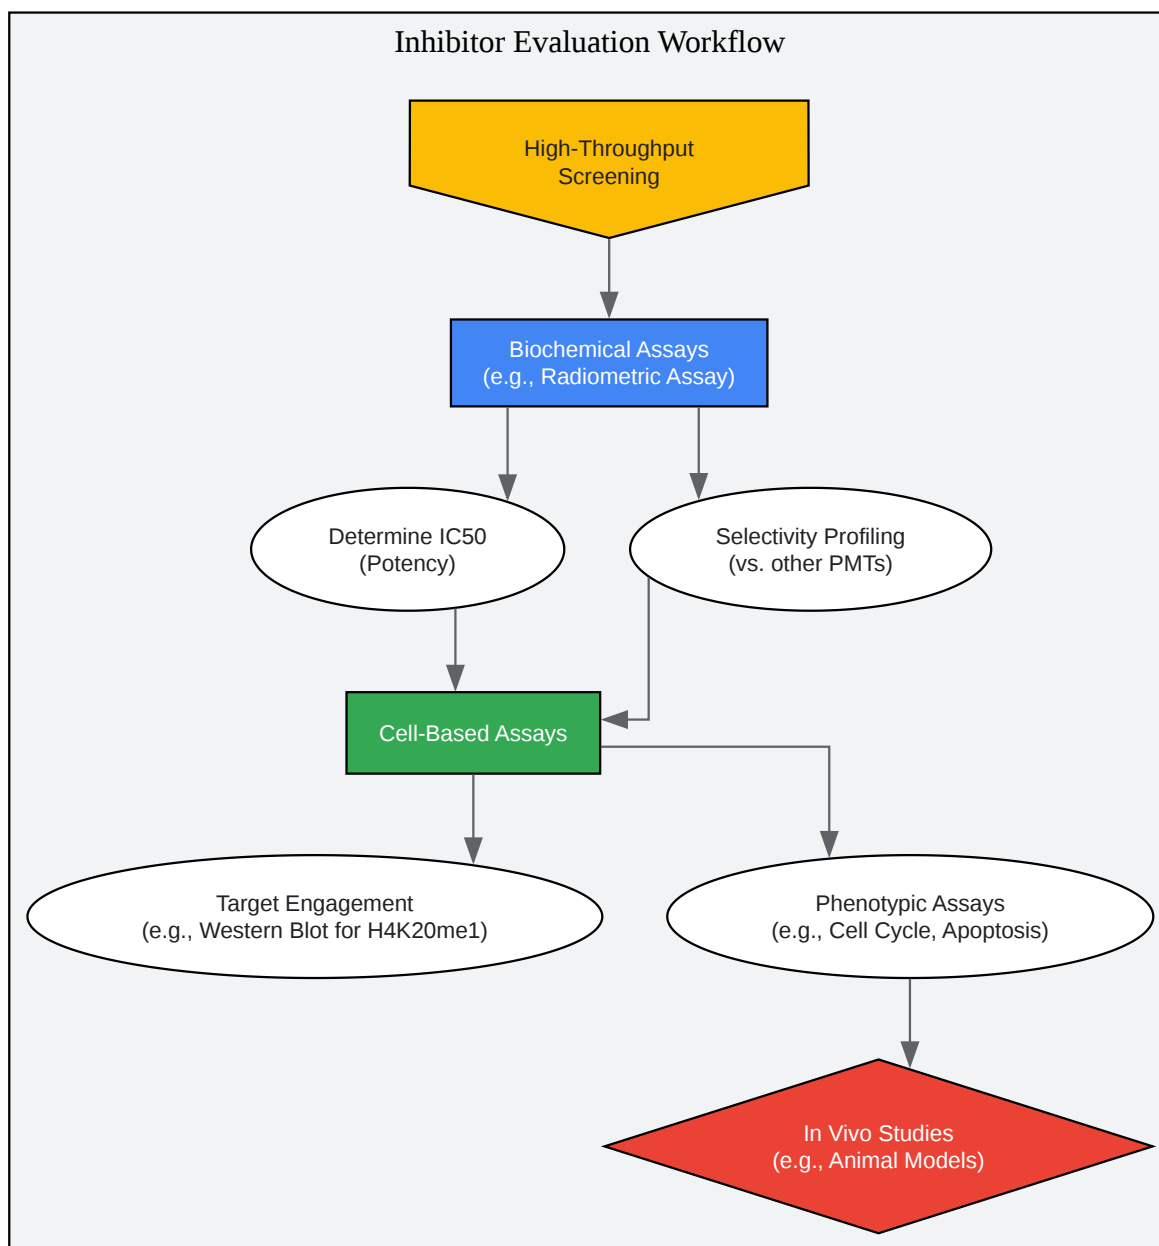 Inhibitor Evaluation Workflow
High-Throughput
Screening
Biochemical Assays
(e.g., Radiometric Assay)
Determine IC50
(Potency)
Selectivity Profiling
(vs. other PMTs)
Cell-Based Assays
Target Engagement
(e.g., Western Blot for H4K20me1)
Phenotypic Assays
(e.g., Cell Cycle, Apoptosis)
In Vivo Studies
(e.g., Animal Models)